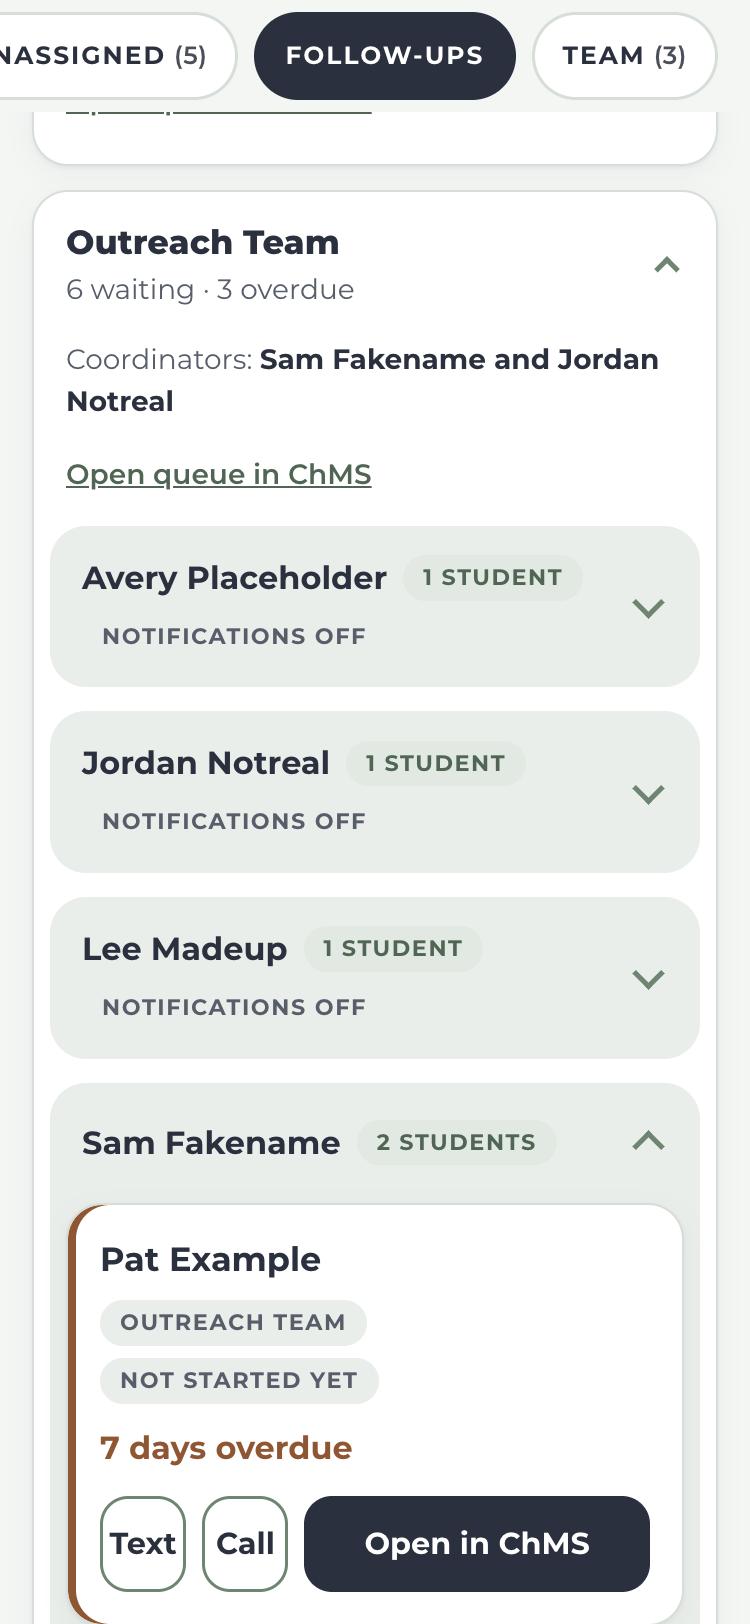 NASSIGNED (5)
FOLLOW-UPS
TEAM (3)
Outreach Team
6 waiting · 3 overdue
Coordinators: Sam Fakename and Jordan
Notreal
Open queue in ChMS
Avery Placeholder 1 STUDENT
NOTIFICATIONS OFF
Jordan Notreal 1 STUDENT
NOTIFICATIONS OFF
Lee Madeup 1 STUDENT
NOTIFICATIONS OFF
Sam Fakename 2 STUDENTS
Pat Example
OUTREACH TEAM
NOT STARTED YET
7 days overdue
Text
Call
Open in ChMS